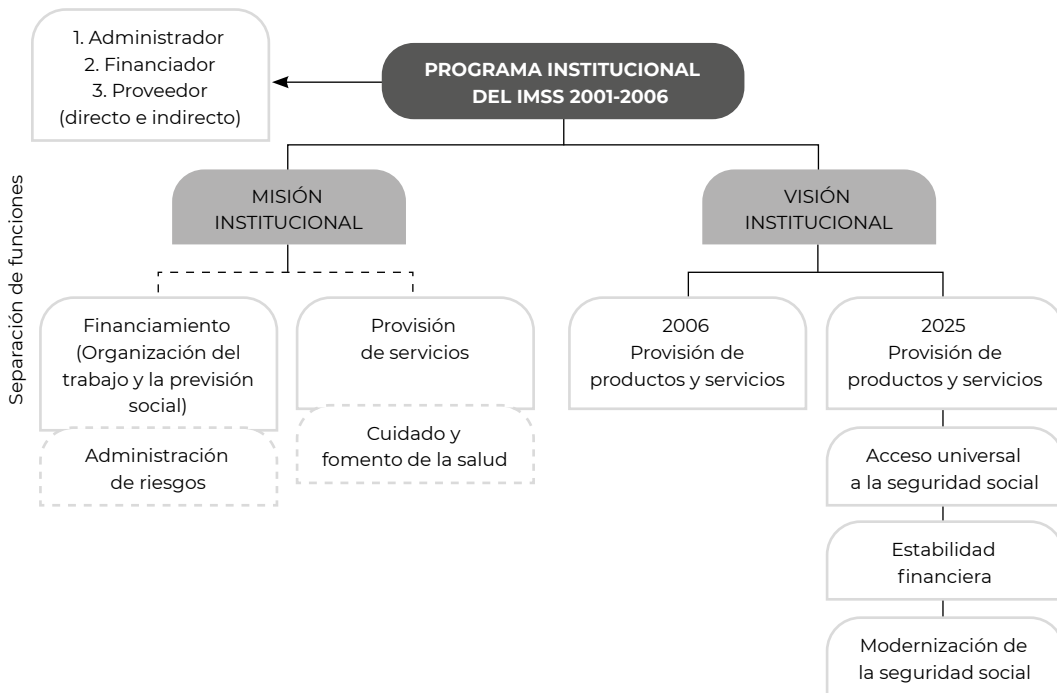 1. Administrador
2. Financiador
3. Proveedor
(directo e indirecto)
PROGRAMA INSTITUCIONAL
DEL IMSS 2001-2006
Separación de funciones
MISIÓN
INSTITUCIONAL
VISIÓN
INSTITUCIONAL
Financiamiento
(Organización del
trabajo y la previsión
social)
Administración
de riesgos
Provisión
de servicios
Cuidado y
fomento de la salud
2006
Provisión de
productos y servicios
2025
Provisión de
productos y servicios
Acceso universal
a la seguridad social
Estabilidad
financiera
Modernización de
la seguridad social